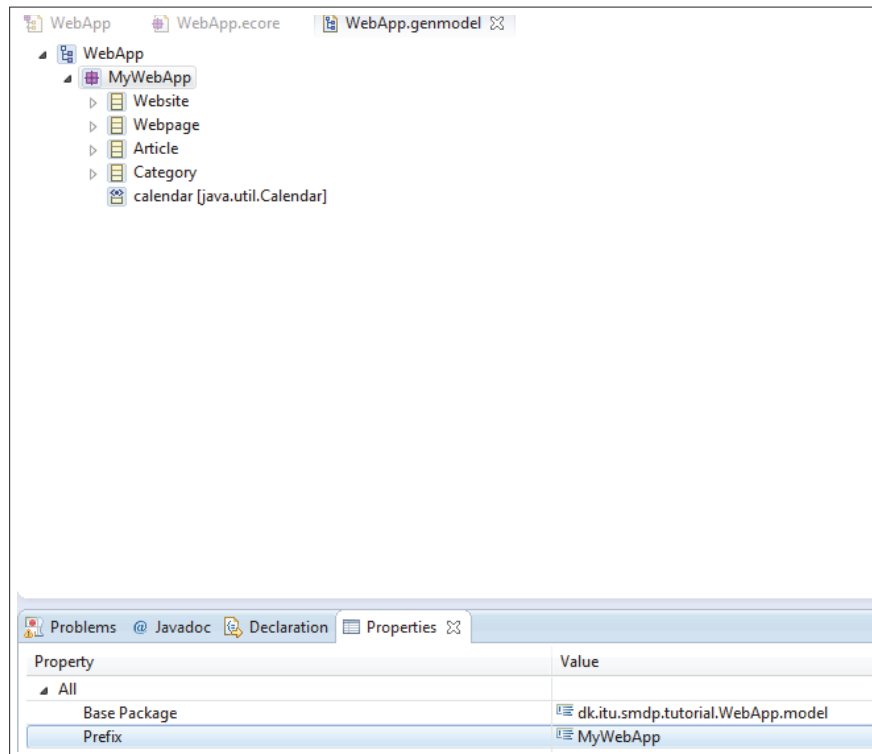 WebApp WebApp.ecore WebApp.genmodel
WebApp
MyWebApp
Website
Webpage
Article
Category
calendar [java.util.Calendar]
Problems @ Javadoc Declaration Properties
Property Value
All
Base Package dk.itu.smdp.tutorial.WebApp.model
Prefix MyWebApp